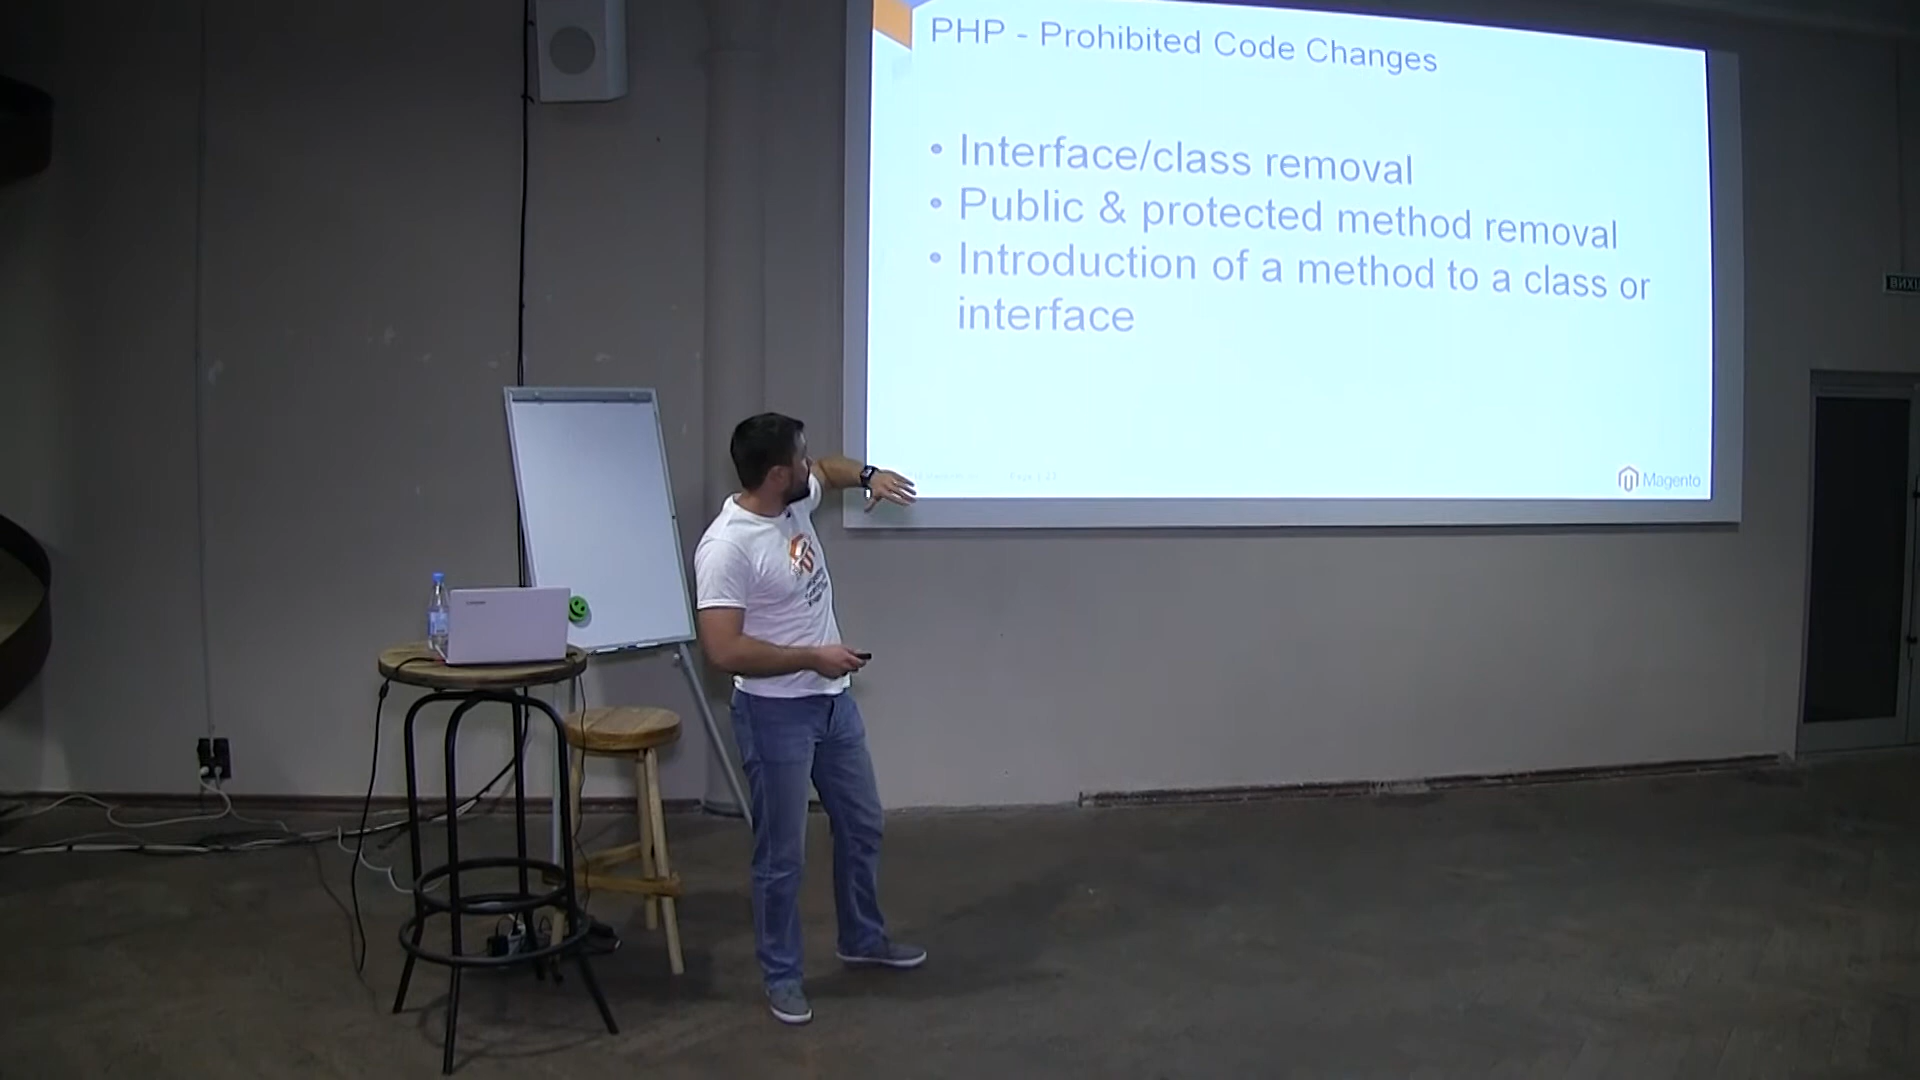 PHP - Prohibited Code Changes
• Interface/class removal
• Public & protected method removal
• Introduction of a method to a class or
interface
Magento